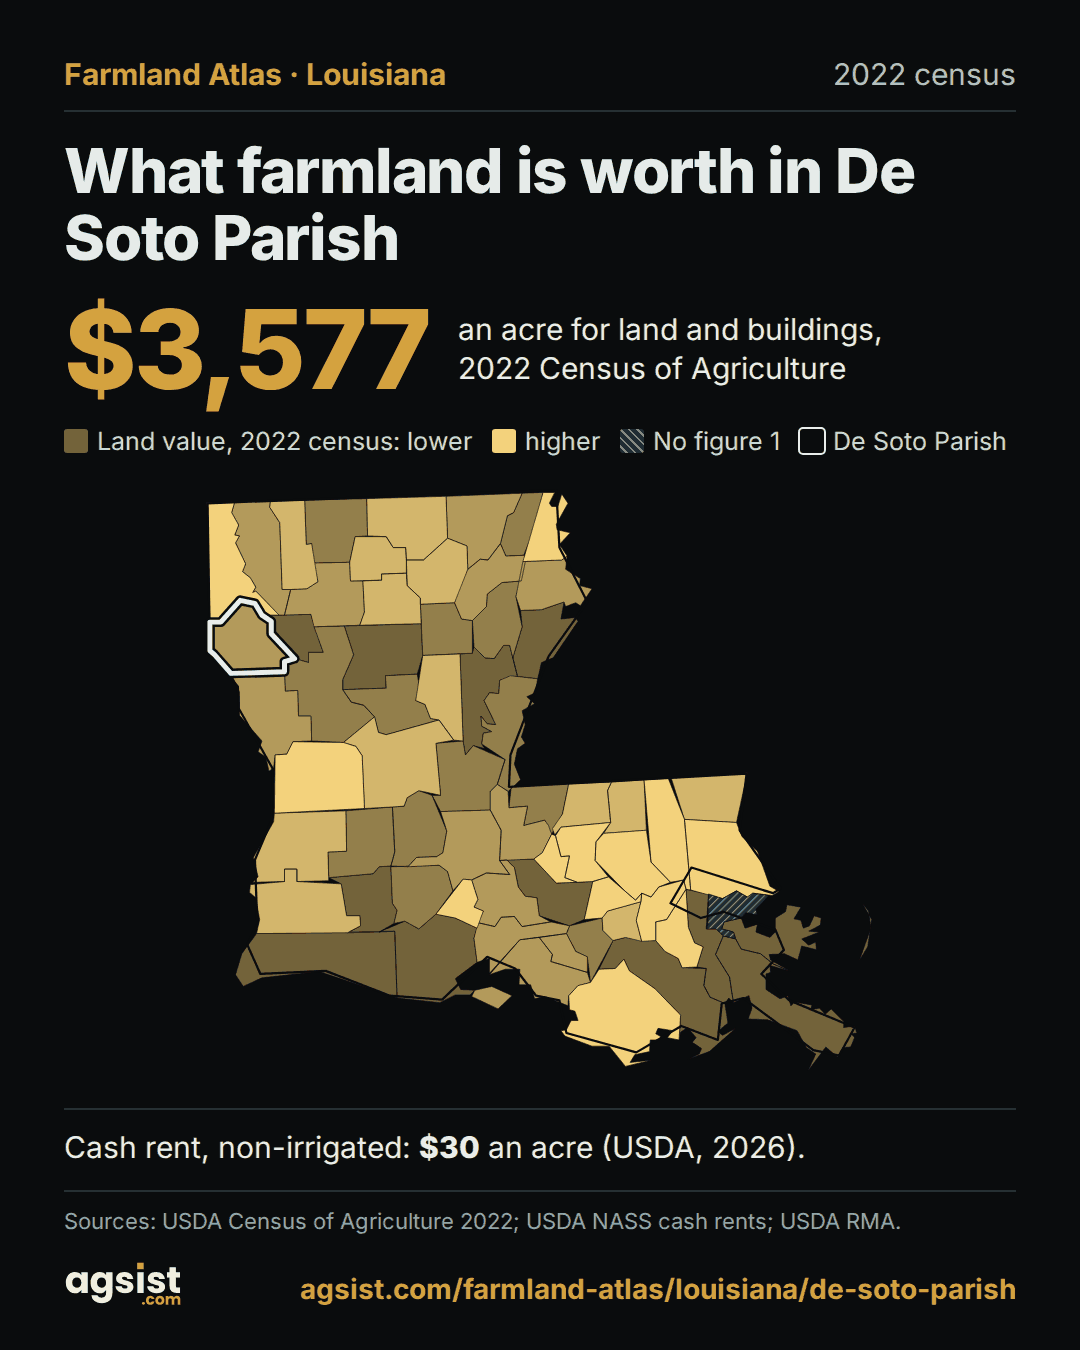 Farmland Atlas · Louisiana
2022 census
What farmland is worth in De
Soto Parish
$3,577
an acre for land and buildings,
2022 Census of Agriculture
Land value, 2022 census: lower
higher
No figure 1
De Soto Parish
Cash rent, non-irrigated: $30 an acre (USDA, 2026).
Sources: USDA Census of Agriculture 2022; USDA NASS cash rents; USDA RMA.
agsist
.com
agsist.com/farmland-atlas/louisiana/de-soto-parish